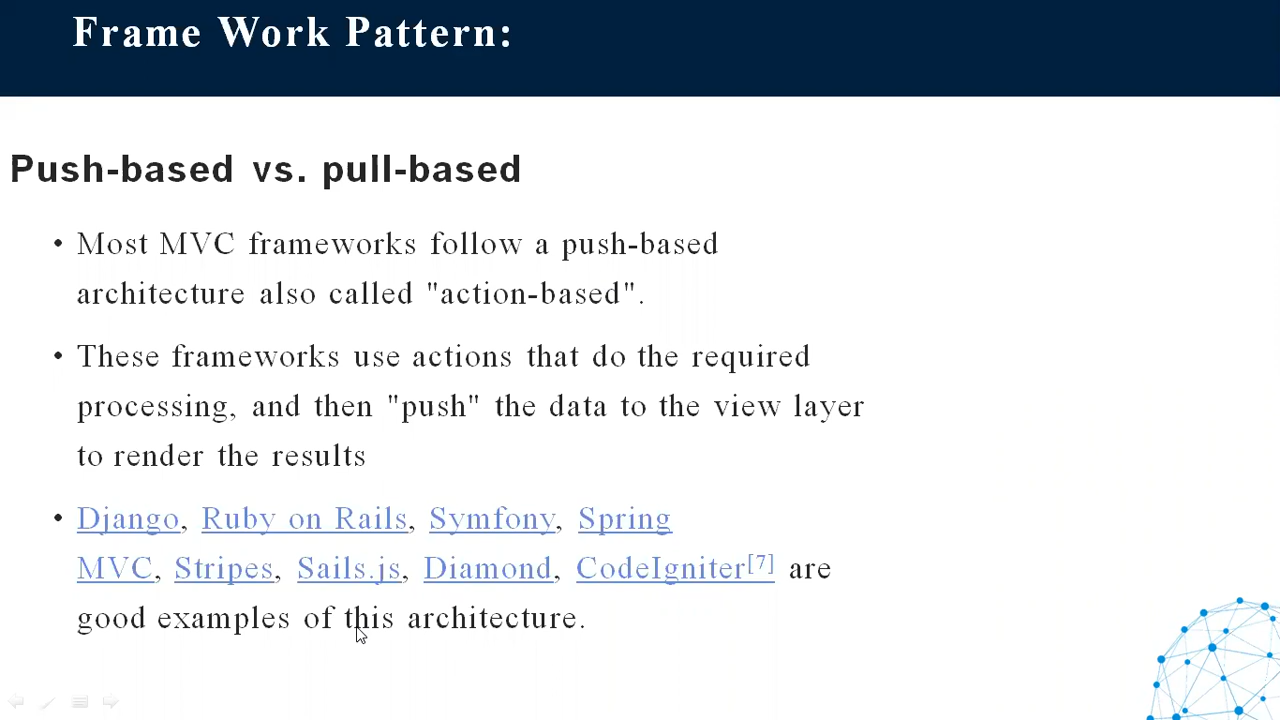 Frame Work Pattern:
Push-based vs. pull-based
• Most MVC frameworks follow a push-based
architecture also called "action-based".
• These frameworks use actions that do the required
processing, and then "push" the data to the view layer
to render the results
• Django, Ruby on Rails, Symfony, Spring
MVC, Stripes, Sails.js, Diamond, CodeIgniter[7] are
good examples of this architecture.